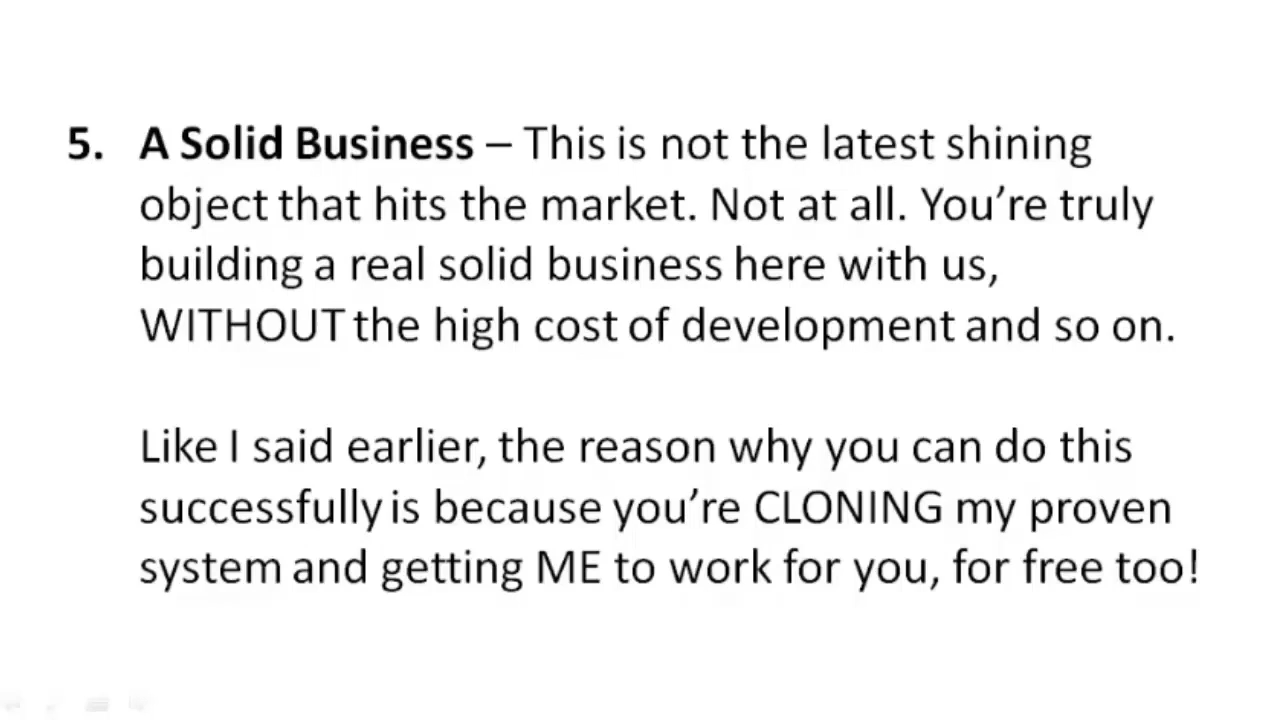 5. A Solid Business – This is not the latest shining
object that hits the market. Not at all. You’re truly
building a real solid business here with us,
WITHOUT the high cost of development and so on.
Like I said earlier, the reason why you can do this
successfully is because you’re CLONING my proven
system and getting ME to work for you, for free too!